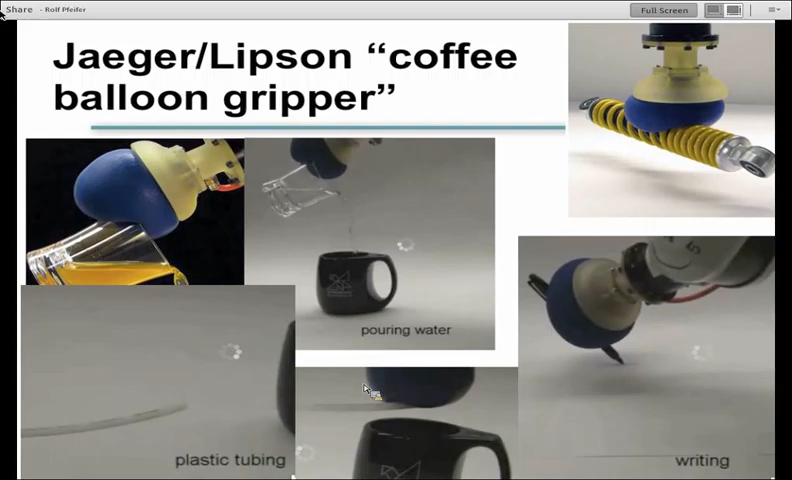 Share - Rolf Pfeifer
Full Screen
Jaeger/Lipson “coffee
balloon gripper”
pouring water
plastic tubing
writing